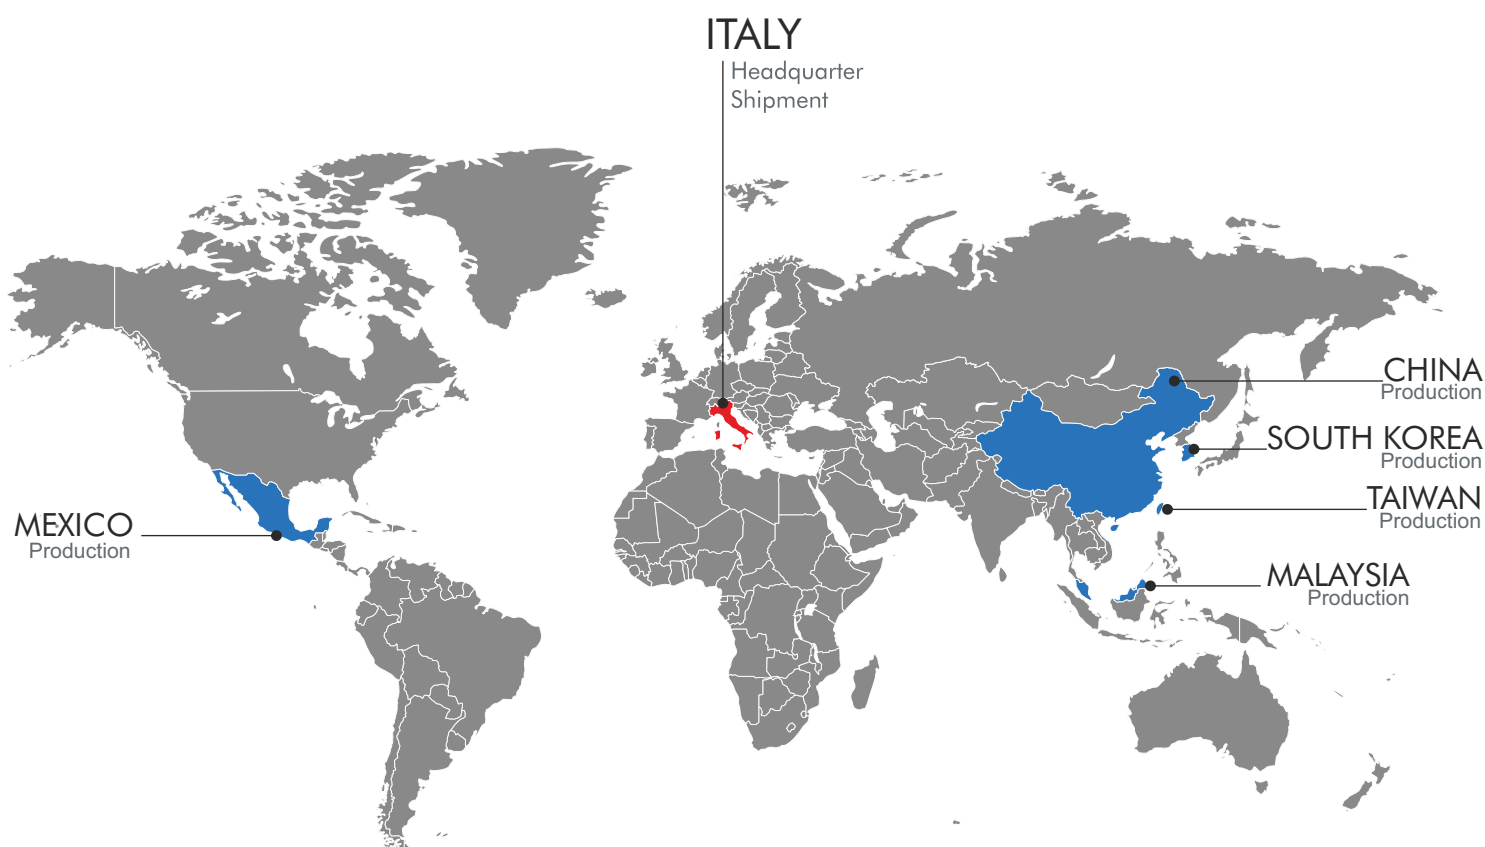 ITALY
Headquarter
Shipment
CHINA
Production
SOUTH KOREA
Production
TAIWAN
Production
MEXICO
Production
MALAYSIA
Production